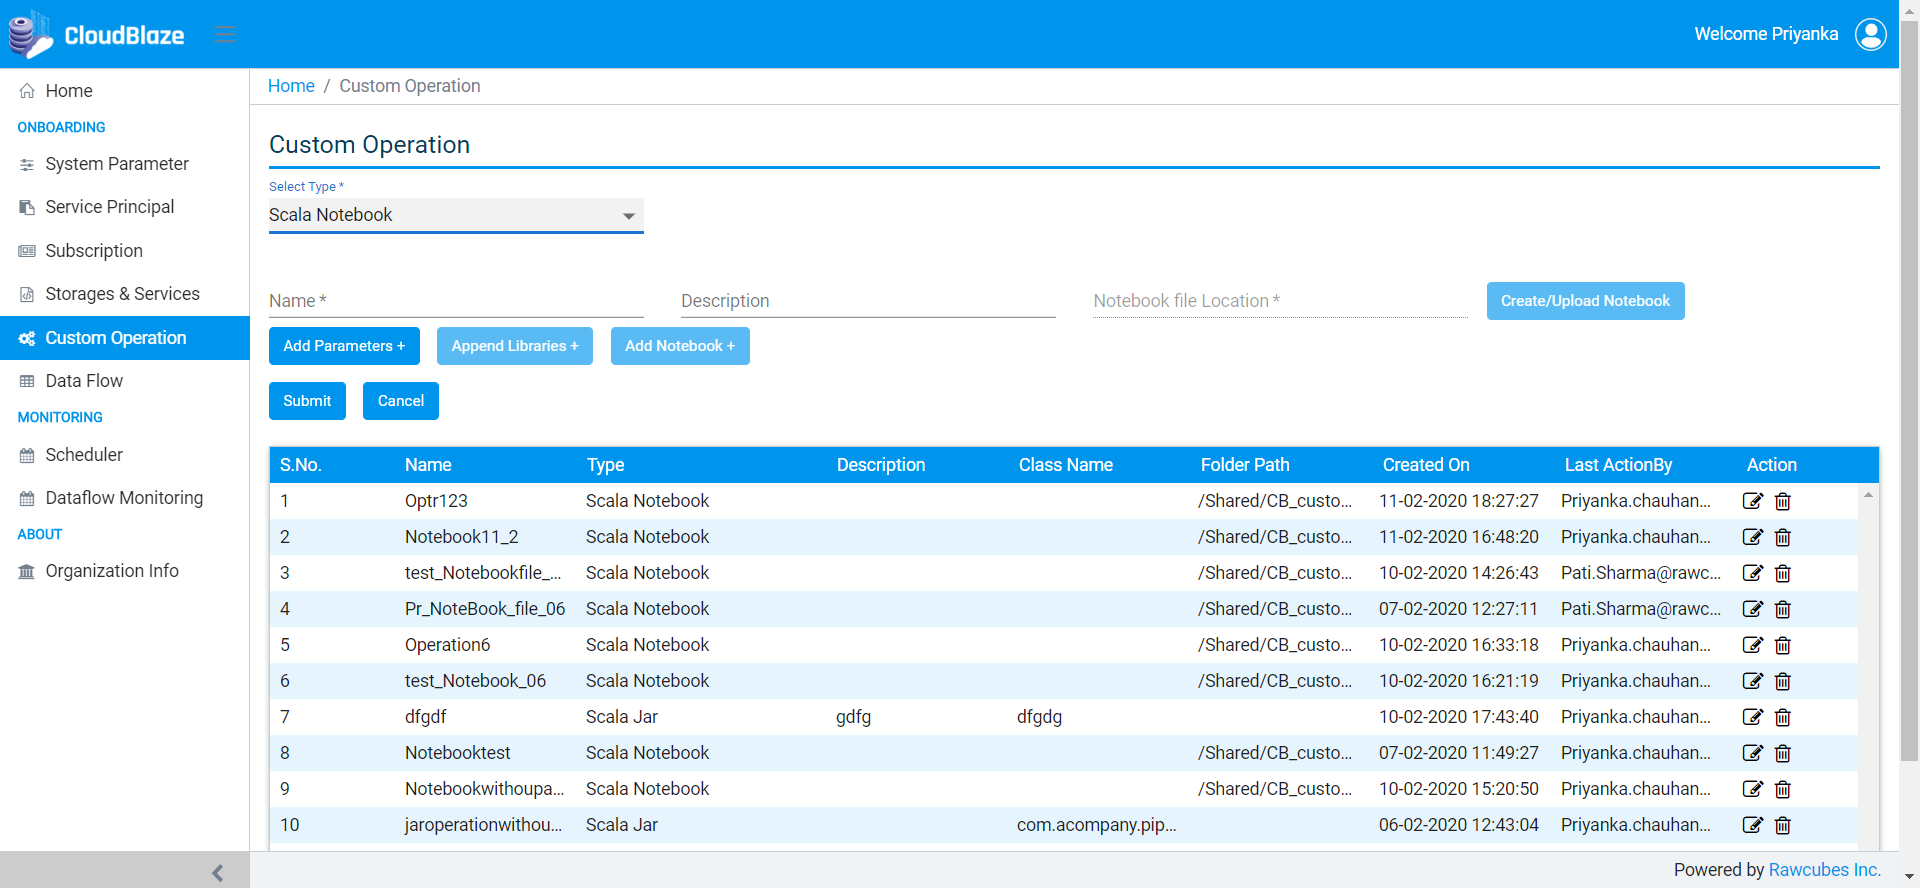 CloudBlaze
Welcome Priyanka
Home
ONBOARDING
System Parameter
Service Principal
Subscription
Storages & Services
Custom Operation
Data Flow
MONITORING
Scheduler
Dataflow Monitoring
ABOUT
Organization Info
Home / Custom Operation
Custom Operation
Select Type *
Scala Notebook
Name * Description Notebook file Location * Create/Upload Notebook
Add Parameters + Append Libraries + Add Notebook +
Submit Cancel
S.No. Name Type Description Class Name Folder Path Created On Last ActionBy Action
1 Optr123 Scala Notebook /Shared/CB_custo... 11-02-2020 18:27:27 Priyanka.chauhan...
2 Notebook11_2 Scala Notebook /Shared/CB_custo... 11-02-2020 16:48:20 Priyanka.chauhan...
3 test_Notebookfile_... Scala Notebook /Shared/CB_custo... 10-02-2020 14:26:43 Pati.Sharma@rawc...
4 Pr_NoteBook_file_06 Scala Notebook /Shared/CB_custo... 07-02-2020 12:27:11 Pati.Sharma@rawc...
5 Operation6 Scala Notebook /Shared/CB_custo... 10-02-2020 16:33:18 Priyanka.chauhan...
6 test_Notebook_06 Scala Notebook /Shared/CB_custo... 10-02-2020 16:21:19 Priyanka.chauhan...
7 dfgdf Scala Jar gdfg dfgdg 10-02-2020 17:43:40 Priyanka.chauhan...
8 Notebooktest Scala Notebook /Shared/CB_custo... 07-02-2020 11:49:27 Priyanka.chauhan...
9 Notebookwithoupa... Scala Notebook /Shared/CB_custo... 10-02-2020 15:20:50 Priyanka.chauhan...
10 jaroperationwithou... Scala Jar com.acompany.pip... 06-02-2020 12:43:04 Priyanka.chauhan...
Powered by Rawcubes Inc.